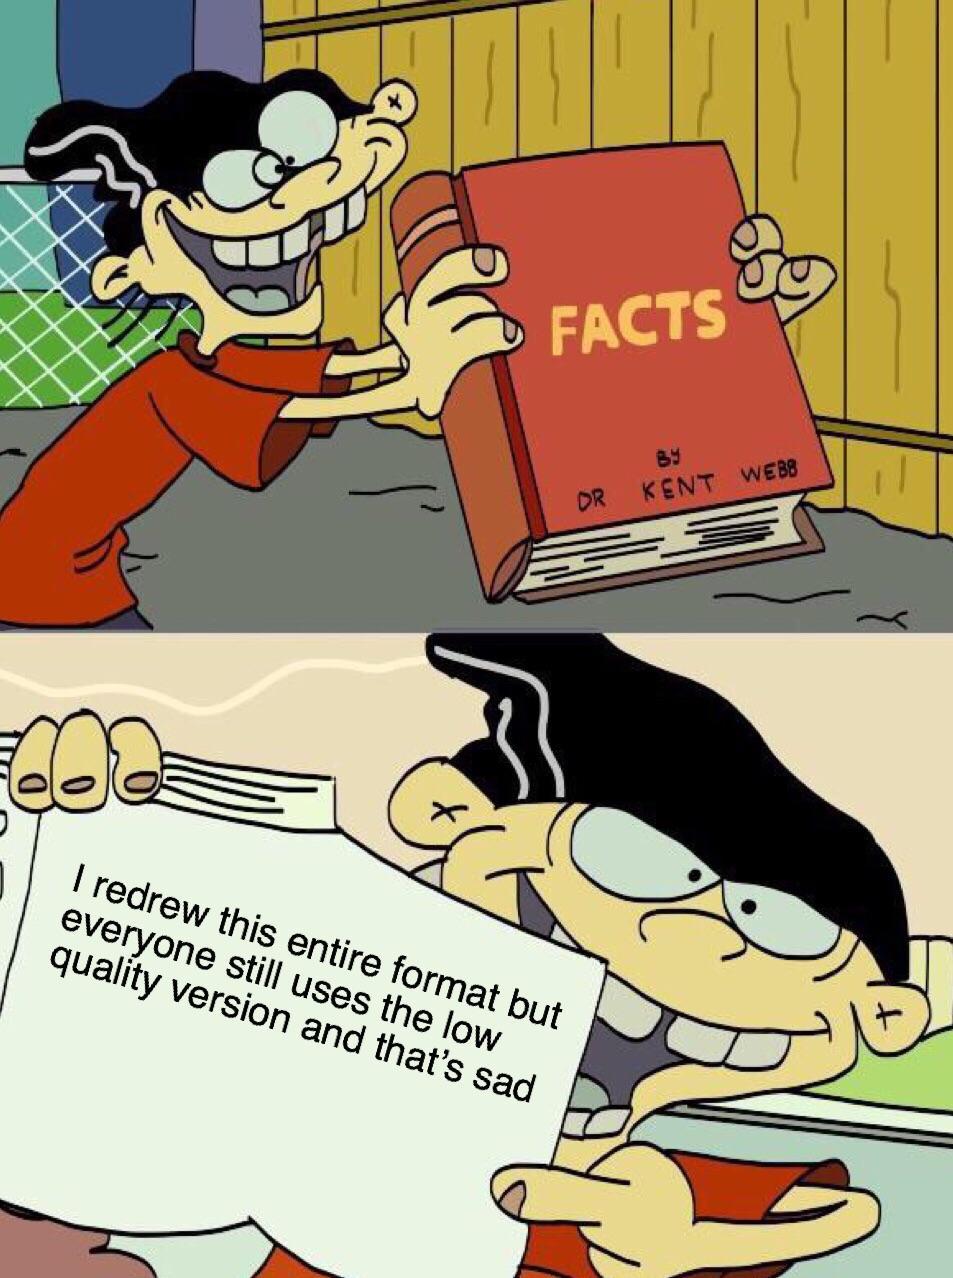 FACTS
BY
DR KENT WEBB
I redrew this entire format but
everyone still uses the low
quality version and that's sad